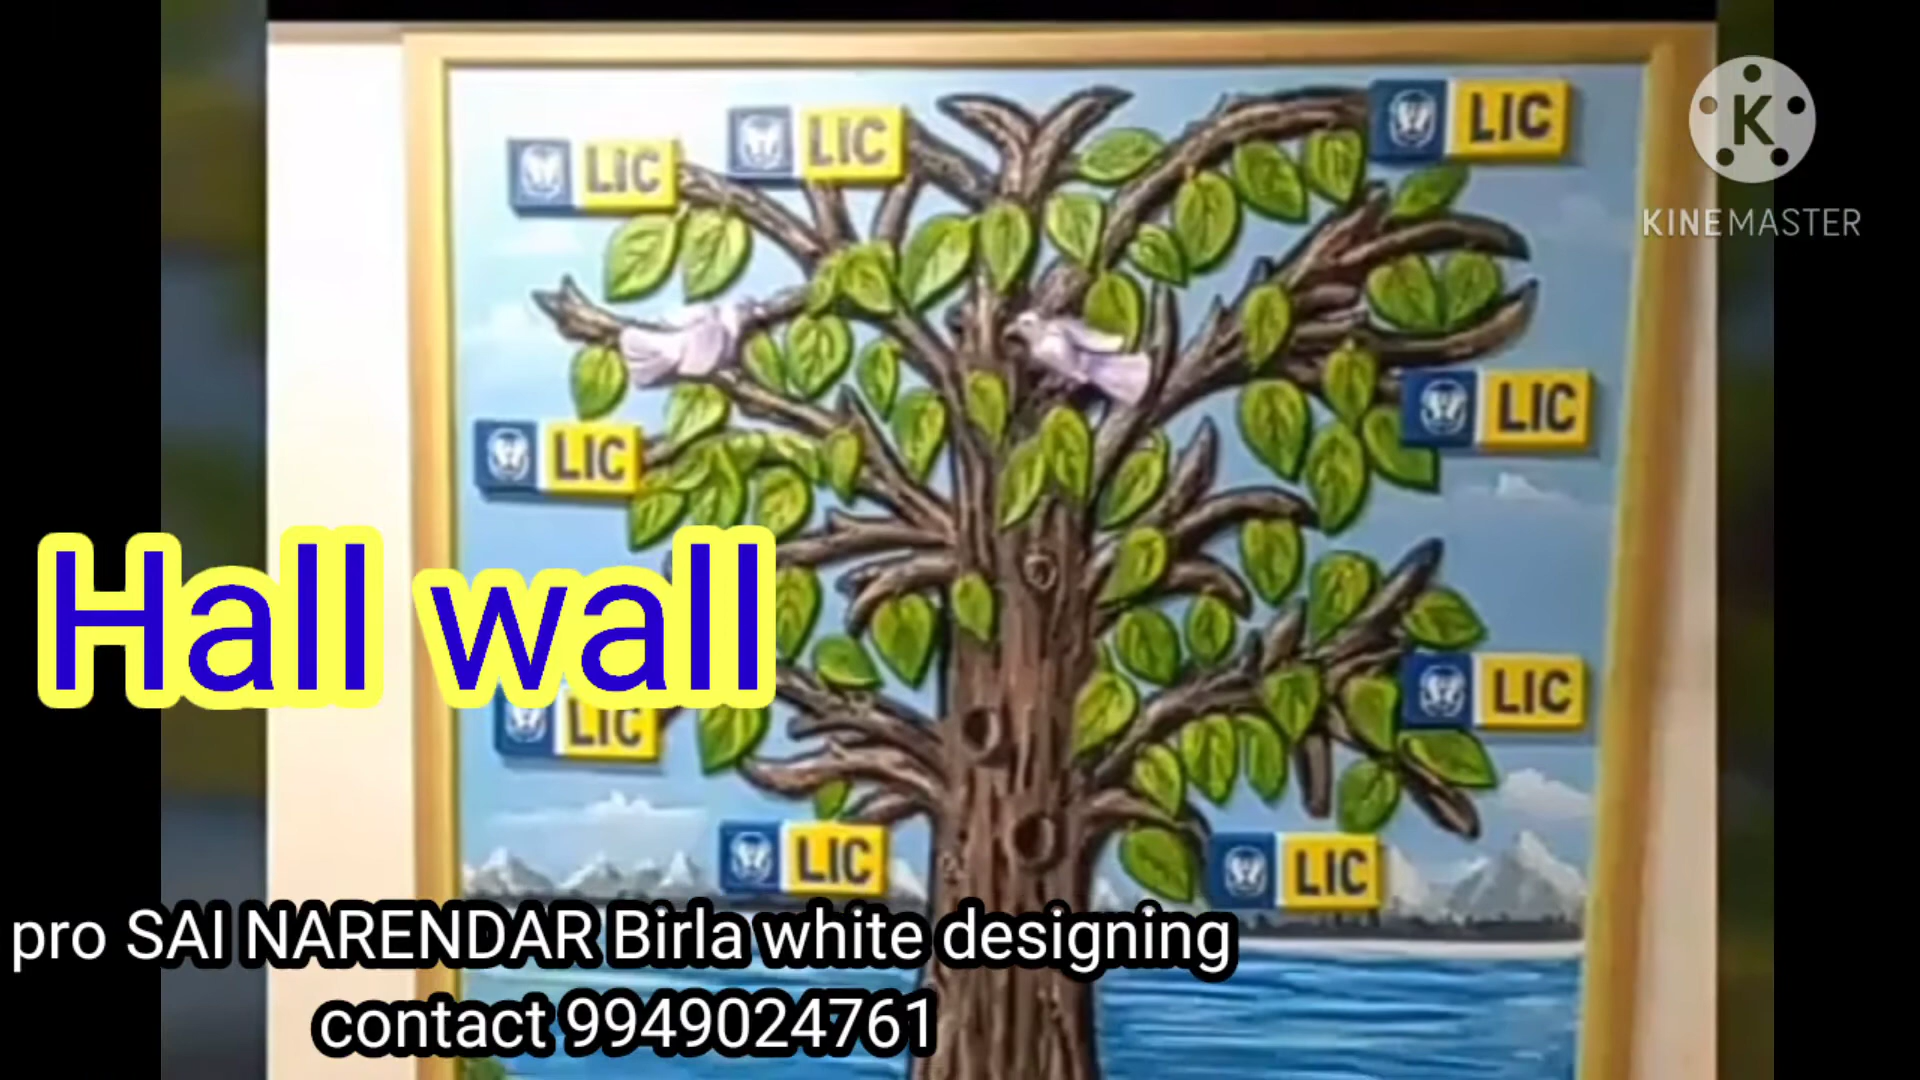 LIC
LIC
LIC
K
KINEMASTER
LIC
LIC
Hall wall
LIC
LIC
LIC
LIC
pro SAI NARENDAR Birla white designing
contact 9949024761